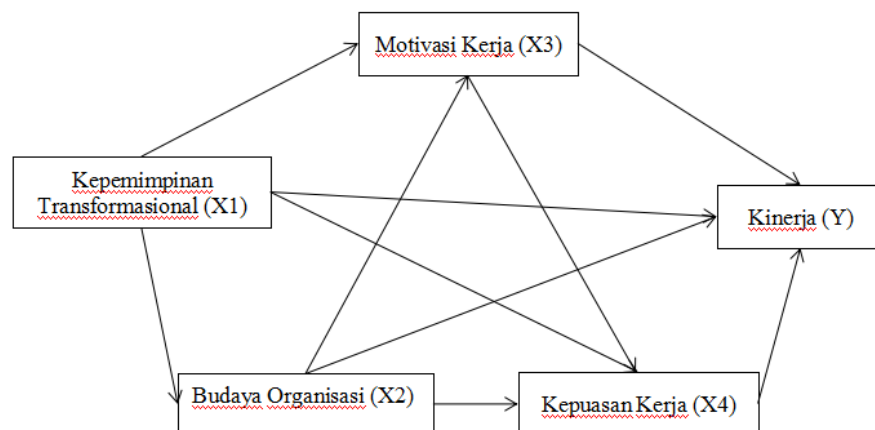 Motivasi Kerja (X3)
Kepemimpinan
Transformasional (X1)
Kinerja (Y)
Budaya Organisasi (X2)
Kepuasan Kerja (X4)